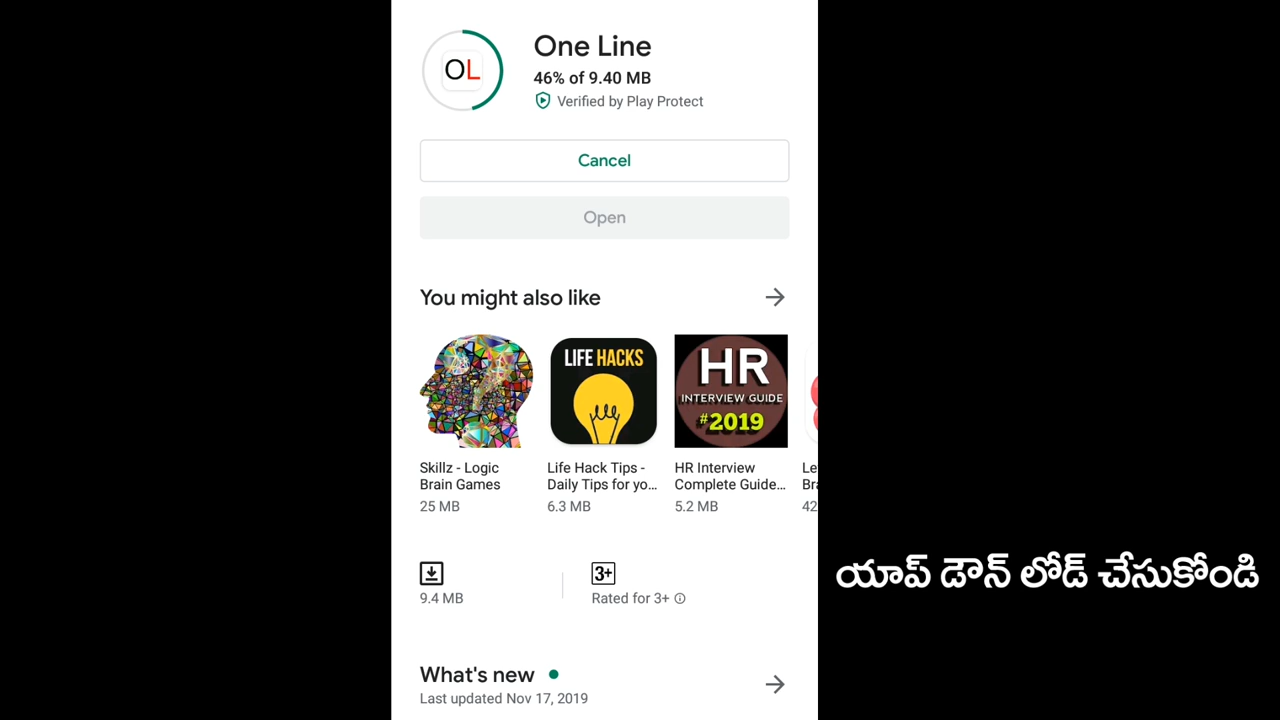 OL
One Line
46% of 9.40 MB
Verified by Play Protect
Cancel
Open
You might also like
LIFE HACKS
HR
INTERVIEW GUIDE
#2019
Skillz - Logic
Brain Games
25 MB
Life Hack Tips -
Daily Tips for yo...
6.3 MB
HR Interview
Complete Guide...
5.2 MB
Le
Bra
42
9.4 MB
3+
Rated for 3+
యాప్ డౌన్ లోడ్ చేసుకోండి
What's new
Last updated Nov 17, 2019